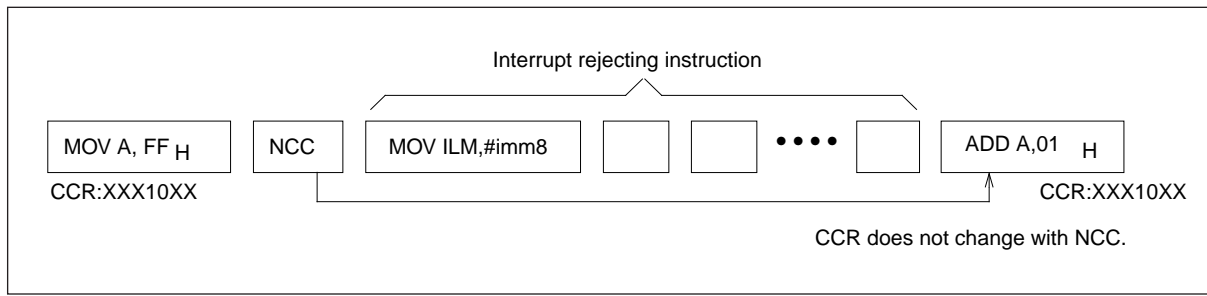 Interrupt rejecting instruction
MOV A, FF H
NCC
MOV ILM,#imm8
ADD A,01 H
CCR:XXX10XX
CCR:XXX10XX
CCR does not change with NCC.